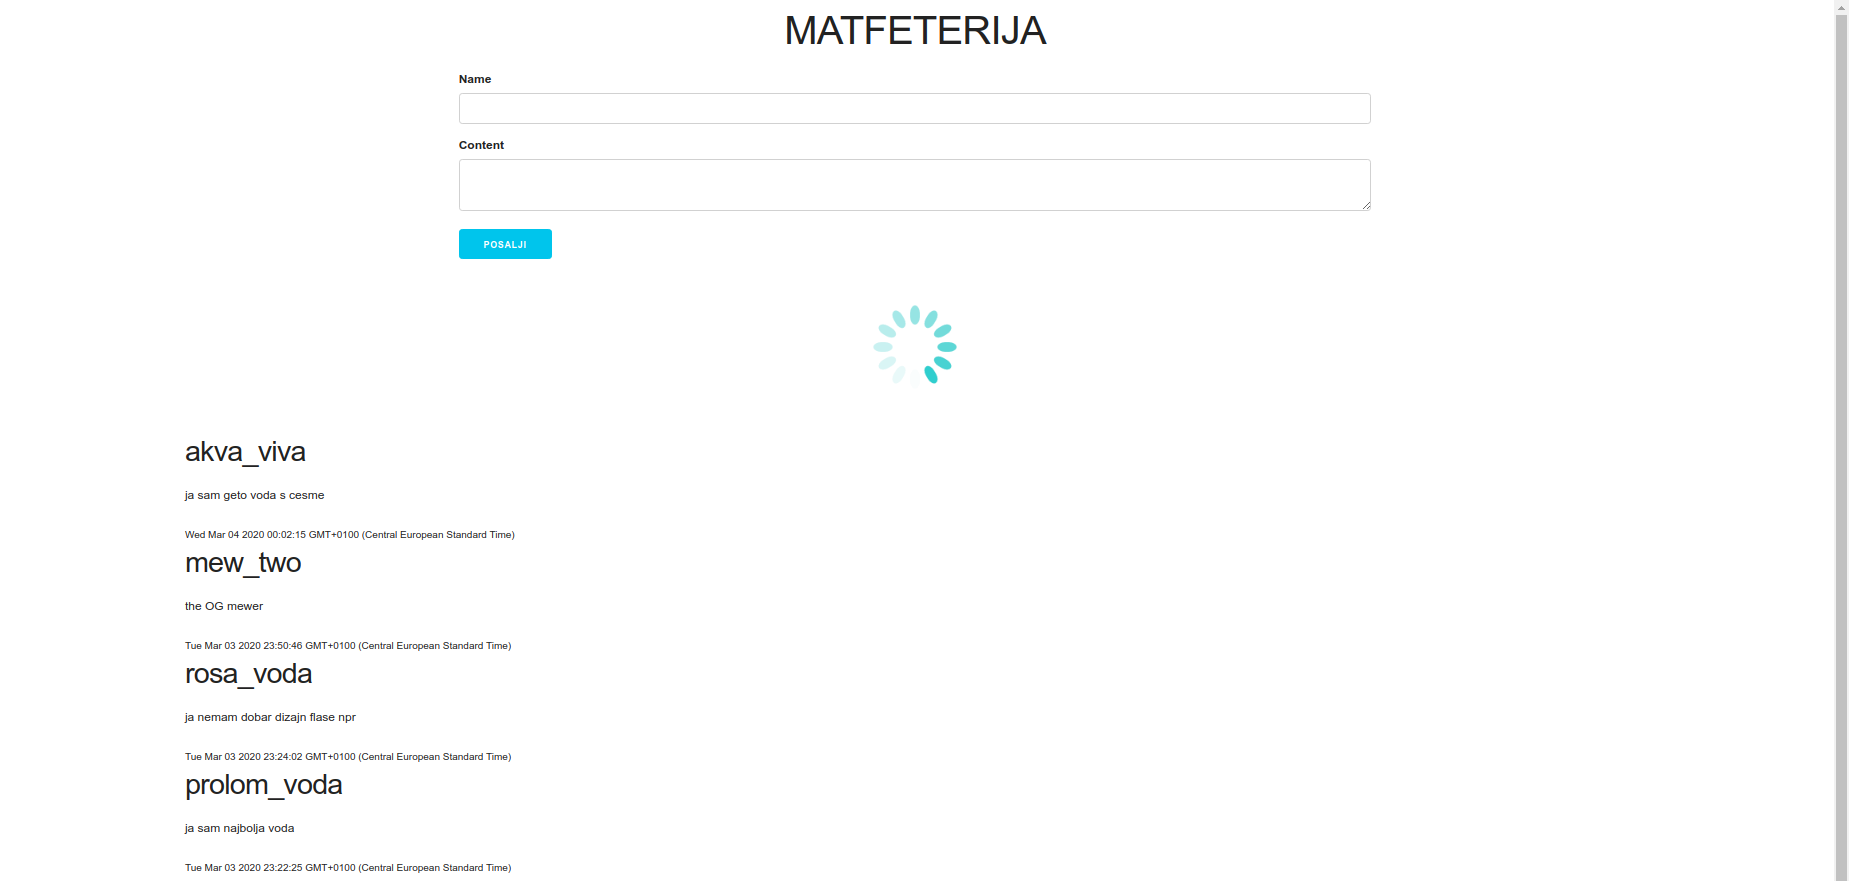 MATFETERIJA
Name
Content
POSALJI
akva_viva
ja sam geto voda s cesme
Wed Mar 04 2020 00:02:15 GMT+0100 (Central European Standard Time)
mew_two
the OG mewer
Tue Mar 03 2020 23:50:46 GMT+0100 (Central European Standard Time)
rosa_voda
ja nemam dobar dizajn flase npr
Tue Mar 03 2020 23:24:02 GMT+0100 (Central European Standard Time)
prolom_voda
ja sam najbolja voda
Tue Mar 03 2020 23:22:25 GMT+0100 (Central European Standard Time)